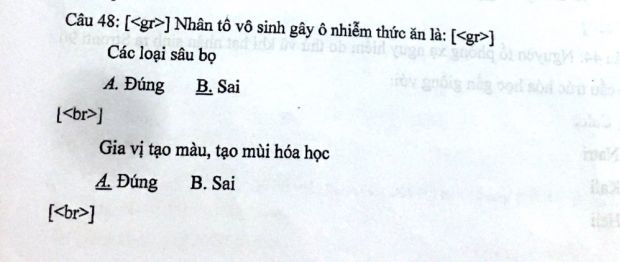 Câu 48: [<gr>] Nhân tố vô sinh gây ô nhiễm thức ăn là: [<gr>]
Các loại sâu bọ
A. Đúng B. Sai
[<br>]
Gia vị tạo màu, tạo mùi hóa học
A. Đúng B. Sai
[<br>]